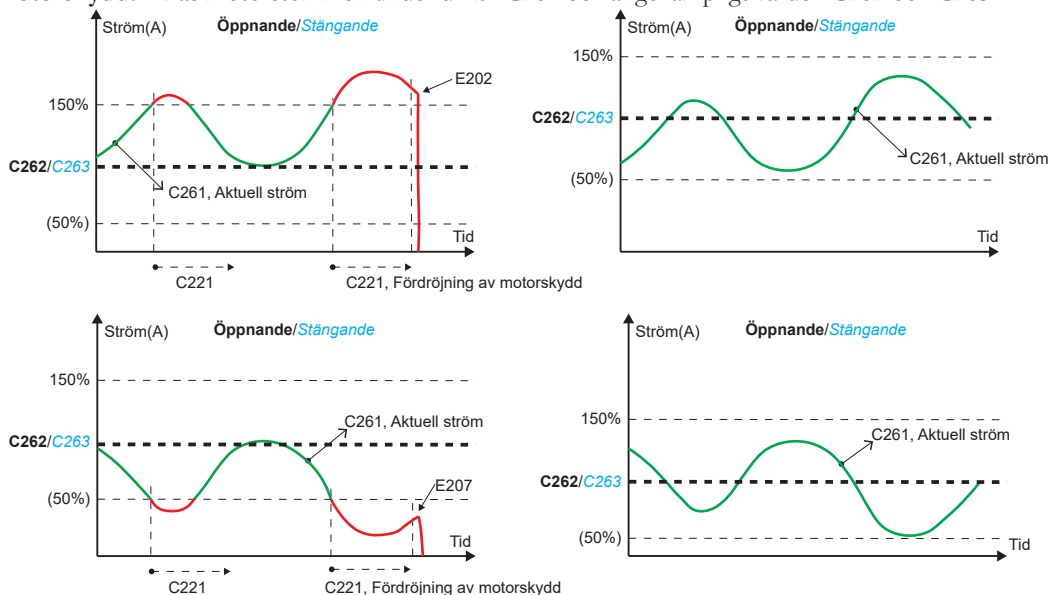 Ström(A)
Öppnande/Stängande
E202
150%
C262/C263
C261, Aktuell ström
(50%)
Tid
C221
C221, Fördröjning av motorskydd
Ström(A)
Öppnande/Stängande
150%
C262/C263
C261, Aktuell ström
(50%)
Tid
Ström(A)
Öppnande/Stängande
150%
C261, Aktuell ström
C262/C263
(50%)
E207
Tid
C221
C221, Fördröjning av motorskydd
Ström(A)
Öppnande/Stängande
150%
C261, Aktuell ström
C262/C263
(50%)
Tid